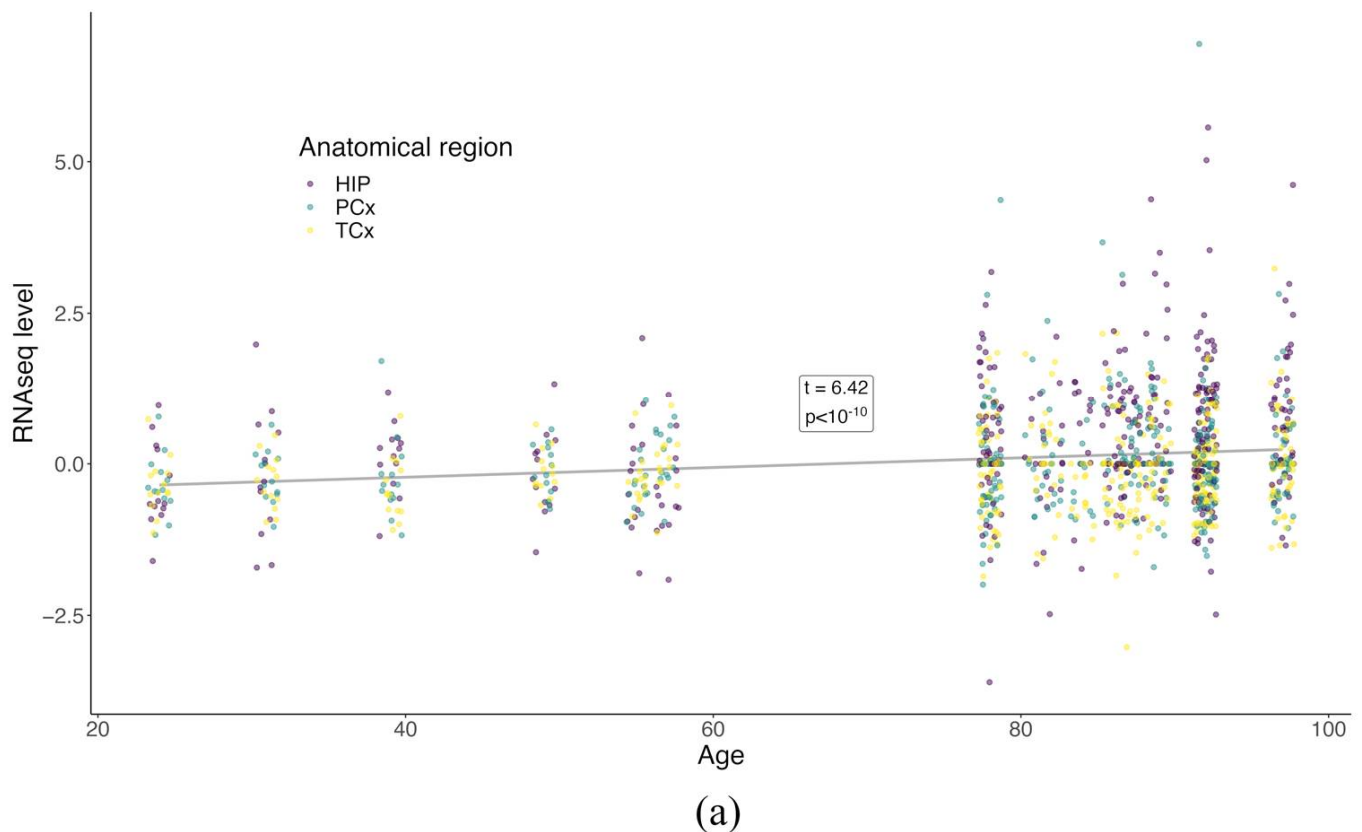 Anatomical region
HIP
PCx
TCx
RNAseq level
5.0
2.5
0.0
−2.5
t = 6.42
p<10⁻¹⁰
20
40
60
80
100
Age
(a)